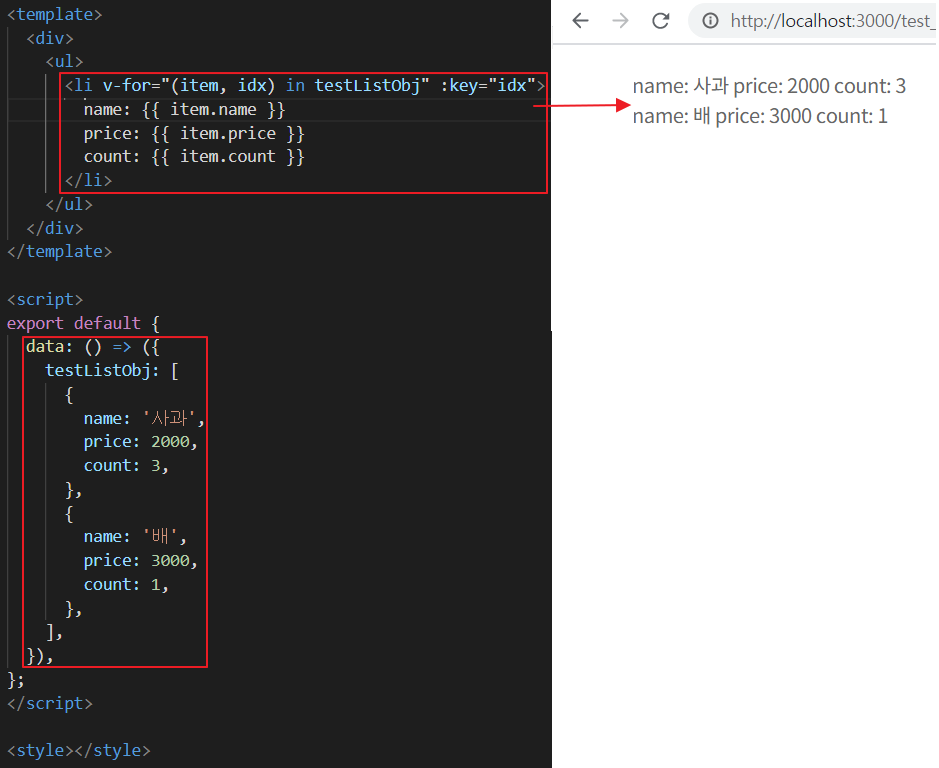 <template>
<div>
<ul>
<li v-for="(item, idx) in testListObj" :key="idx">
name: {{ item.name }}
price: {{ item.price }}
count: {{ item.count }}
</li>
</ul>
</div>
</template>
<script>
export default {
data: () => ({
testListObj: [
{
name: '사과',
price: 2000,
count: 3,
},
{
name: '배',
price: 3000,
count: 1,
},
],
}),
};
</script>
<style></style>
http://localhost:3000/test_
name: 사과 price: 2000 count: 3
name: 배 price: 3000 count: 1